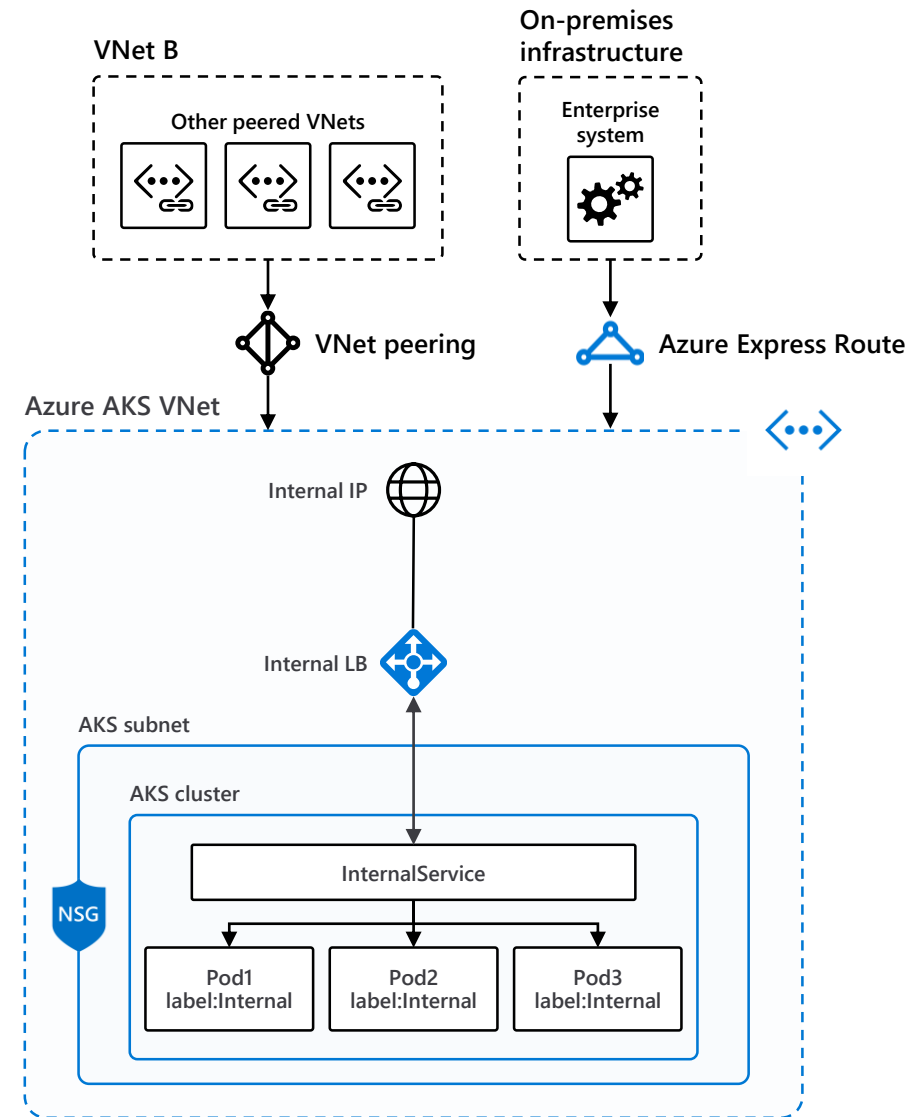 VNet B
On-premises
infrastructure
Other peered VNets
Enterprise
system
VNet peering
Azure Express Route
Azure AKS VNet
Internal IP
Internal LB
AKS subnet
AKS cluster
InternalService
NSG
Pod1
label:Internal
Pod2
label:Internal
Pod3
label:Internal